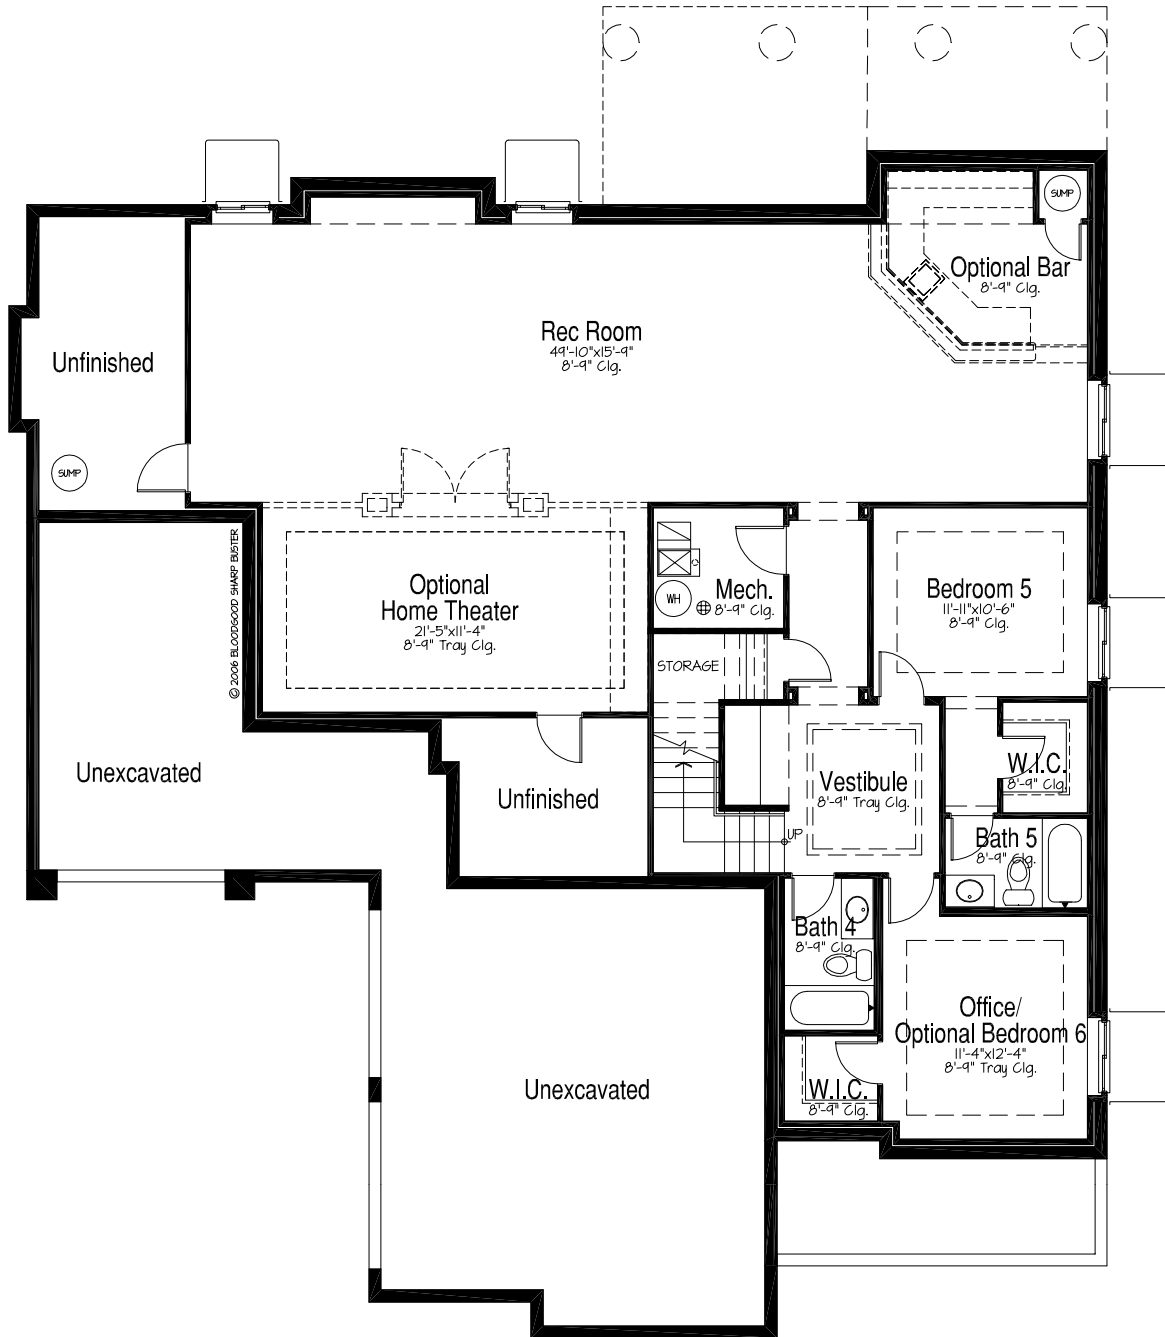 SUMP
Optional Bar
8'-9" Clg.
Rec Room
49'-10"x15'-9"
8'-9" Clg.
Unfinished
SUMP
© 2006 BLOODGOOD SHARP BUSTER
Optional
Home Theater
21'-5"x11'-4"
8'-9" Tray Clg.
Mech.
8'-9" Clg.
WH
Bedroom 5
11'-11"x10'-6"
8'-9" Clg.
STORAGE
Unexcavated
Unfinished
Vestibule
8'-9" Tray Clg.
W.I.C.
8'-9" Clg.
UP
Bath 5
8'-9" Clg.
Bath 4
8'-9" Clg.
Office/
Optional Bedroom 6
11'-4"x12'-4"
8'-9" Tray Clg.
Unexcavated
W.I.C.
8'-9" Clg.